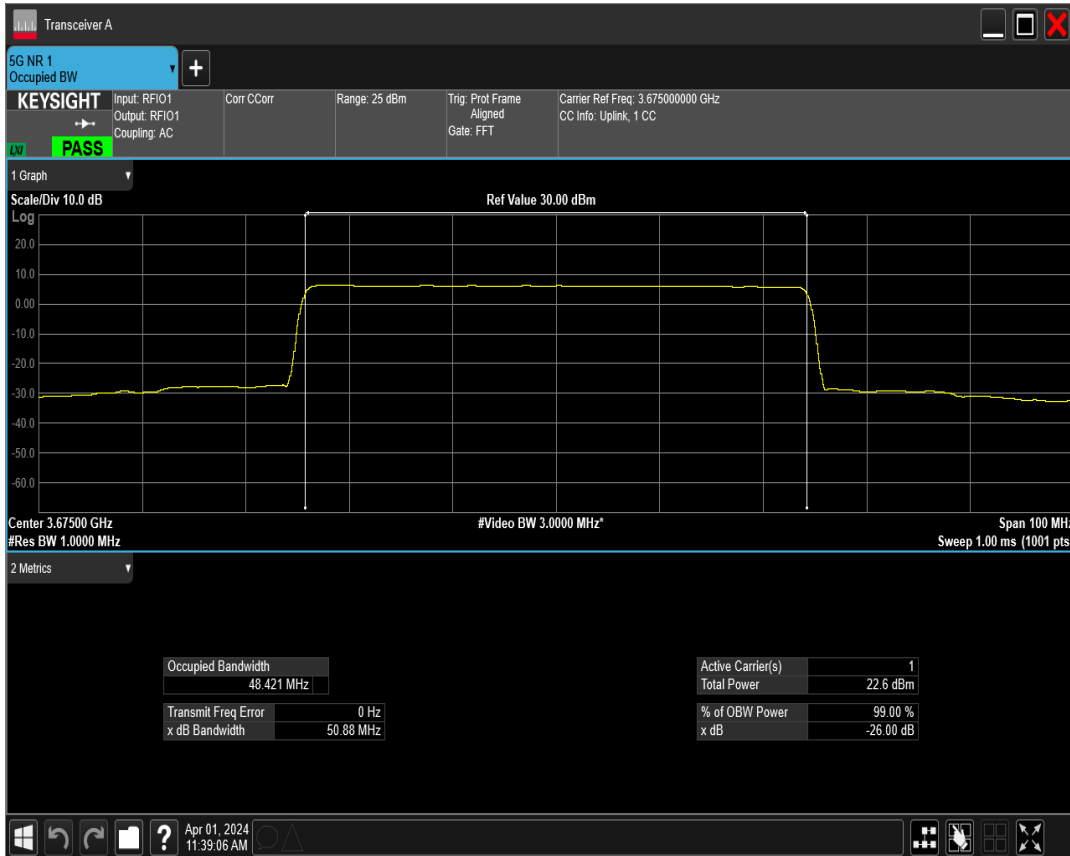 Transceiver A
5G NR 1
Occupied BW
+
KEYSIGHT
LXI
PASS
Input: RFIO1
Output: RFIO1
Coupling: AC
Corr CCorr
Range: 25 dBm
Trig: Prot Frame
Aligned
Gate: FFT
Carrier Ref Freq: 3.675000000 GHz
CC Info: Uplink, 1 CC
1 Graph
Scale/Div 10.0 dB
Ref Value 30.00 dBm
Log
20.0
10.0
0.00
-10.0
-20.0
-30.0
-40.0
-50.0
-60.0
Center 3.67500 GHz
#Video BW 3.0000 MHz*
Span 100 MHz
#Res BW 1.0000 MHz
Sweep 1.00 ms (1001 pts
2 Metrics
Occupied Bandwidth
48.421 MHz
Transmit Freq Error 0 Hz
x dB Bandwidth 50.88 MHz
Active Carrier(s) 1
Total Power 22.6 dBm
% of OBW Power 99.00 %
x dB -26.00 dB
?
Apr 01, 2024
11:39:06 AM